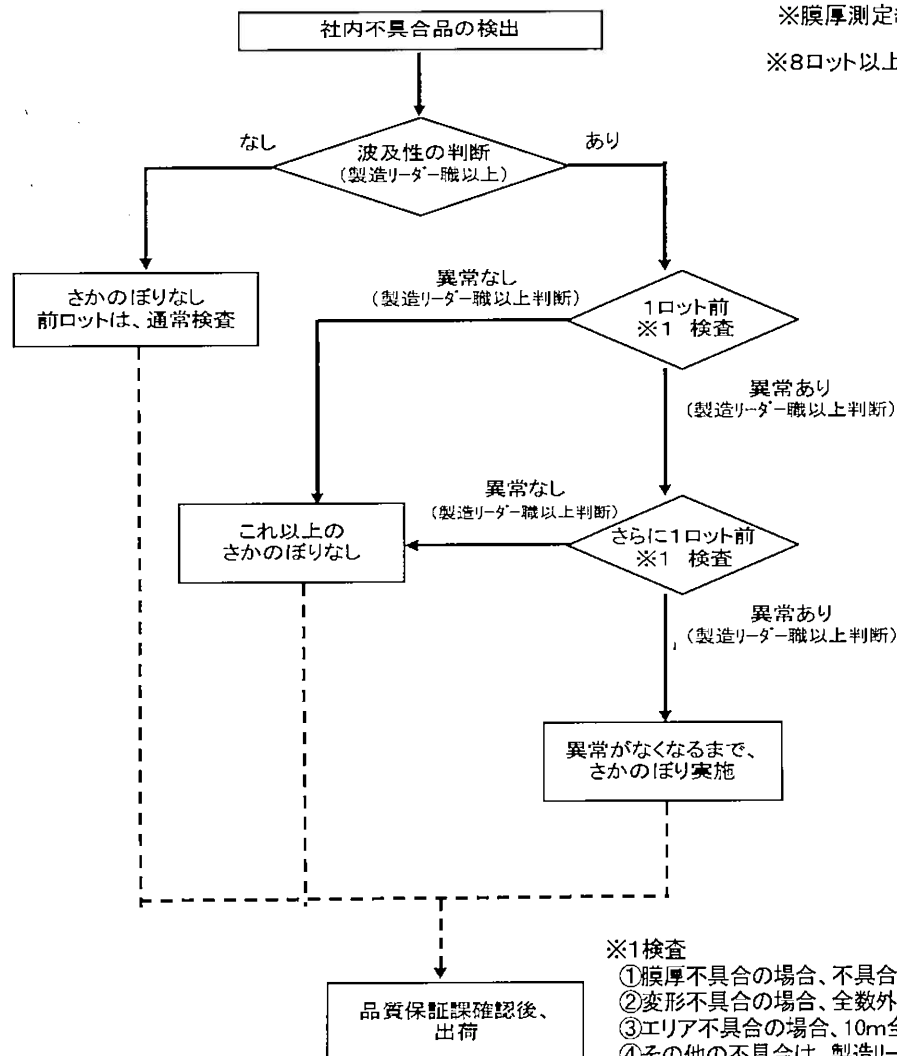 社内不具合品の検出
※膜厚測定
※8ロット以上
なし
波及性の判断
(製造リーダー職以上)
あり
さかのぼりなし
前ロットは、通常検査
異常なし
(製造リーダー職以上判断)
1ロット前
※1 検査
異常あり
(製造リーダー職以上判断)
異常なし
(製造リーダー職以上判断)
これ以上の
さかのぼりなし
さらに1ロット前
※1 検査
異常あり
(製造リーダー職以上判断)
異常がなくなるまで、
さかのぼり実施
品質保証課確認後、
出荷
※1検査
①膜厚不具合の場合、不具合
②変形不具合の場合、全数外
③エリア不具合の場合、10m全
④その他の不具合は、製造リー